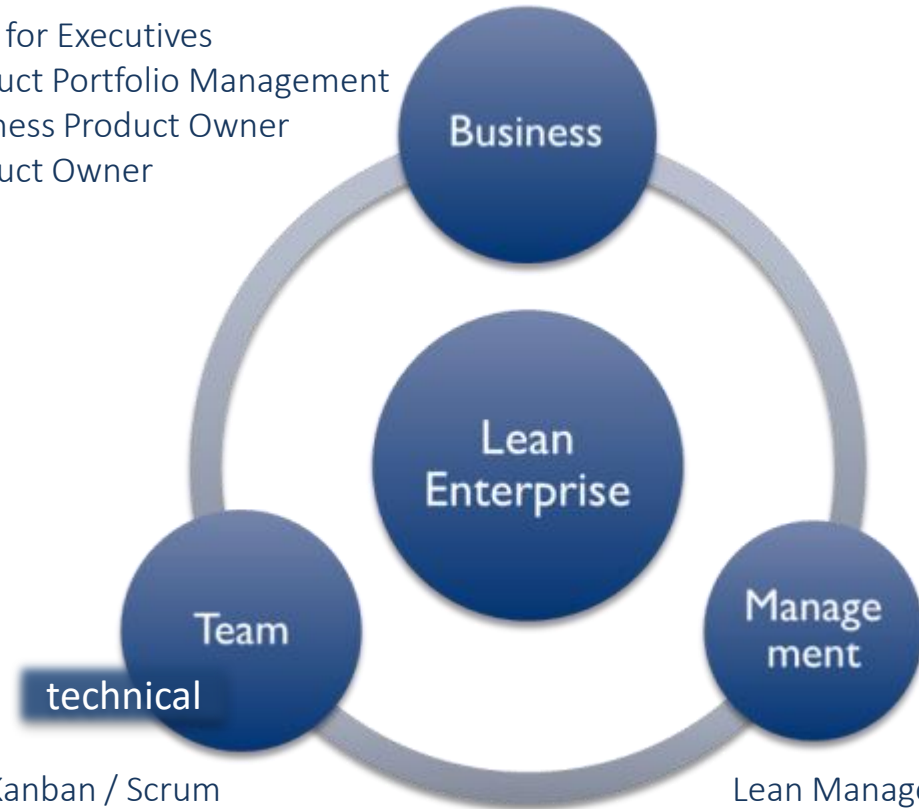 for Executives
uct Portfolio Management
ness Product Owner
uct Owner
Business
Lean
Enterprise
Team
technical
Manage
ment
Kanban / Scrum
Lean Manag